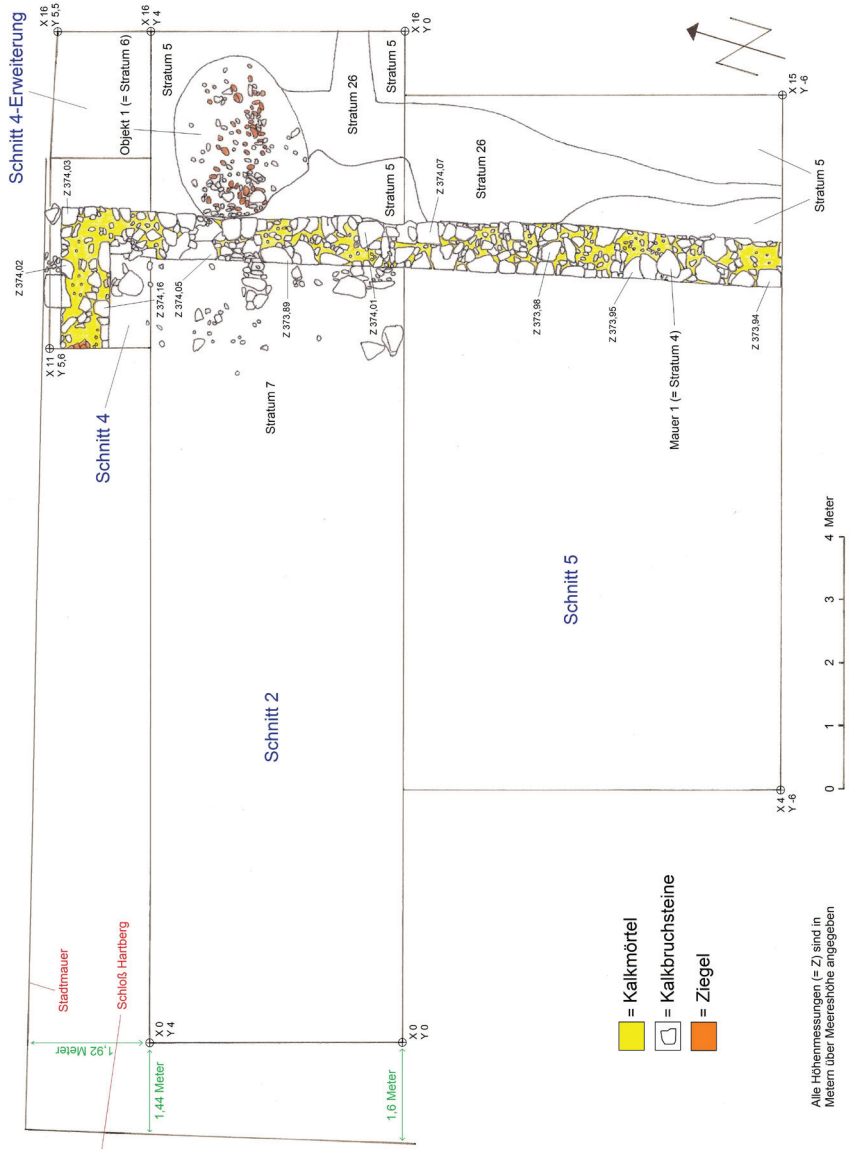 Schnitt 4-Erweiterung
X 16
Y 5,5
X 16
Y 4
X 16
Y 0
X 15
Y -6
Objekt 1 (= Stratum 6)
Stratum 5
Stratum 26
Stratum 5
Stratum 5
Stratum 26
Stratum 5
Z 374,03
Z 374,02
Z 374,16
Z 374,05
Z 373,89
Z 374,01
Z 374,07
Z 373,98
Z 373,95
Z 373,94
Mauer 1 (= Stratum 4)
X 11
Y 5,6
Schnitt 4
Stratum 7
Schnitt 2
Schnitt 5
Stadtmauer
Schloß Hartberg
1,92 Meter
1,44 Meter
1,6 Meter
X 0
Y 4
X 0
Y 0
X 4
Y -6
0 1 2 3 4 Meter
= Kalkmörtel
= Kalkbruchsteine
= Ziegel
Alle Höhenmessungen (= Z) sind in
Metern über Meereshöhe angegeben